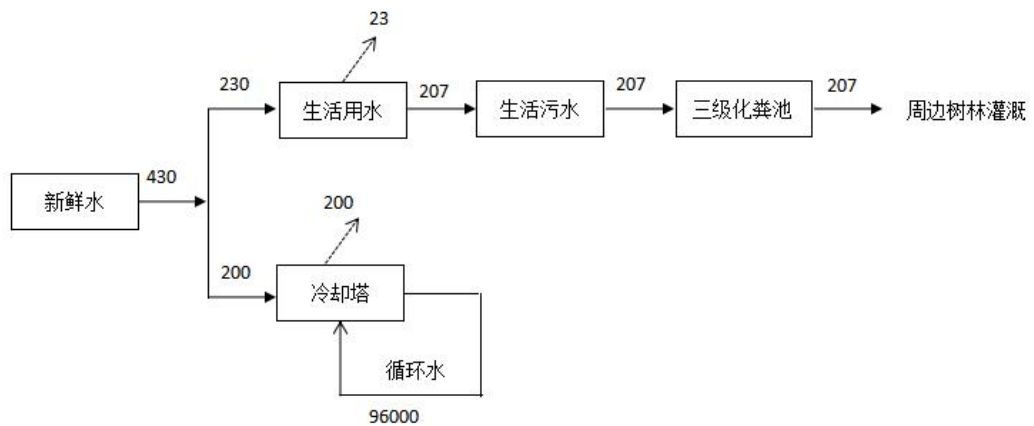 23
230
生活用水
207
生活污水
207
三级化粪池
207
周边树林灌溉
新鲜水
430
200
200
冷却塔
循环水
96000